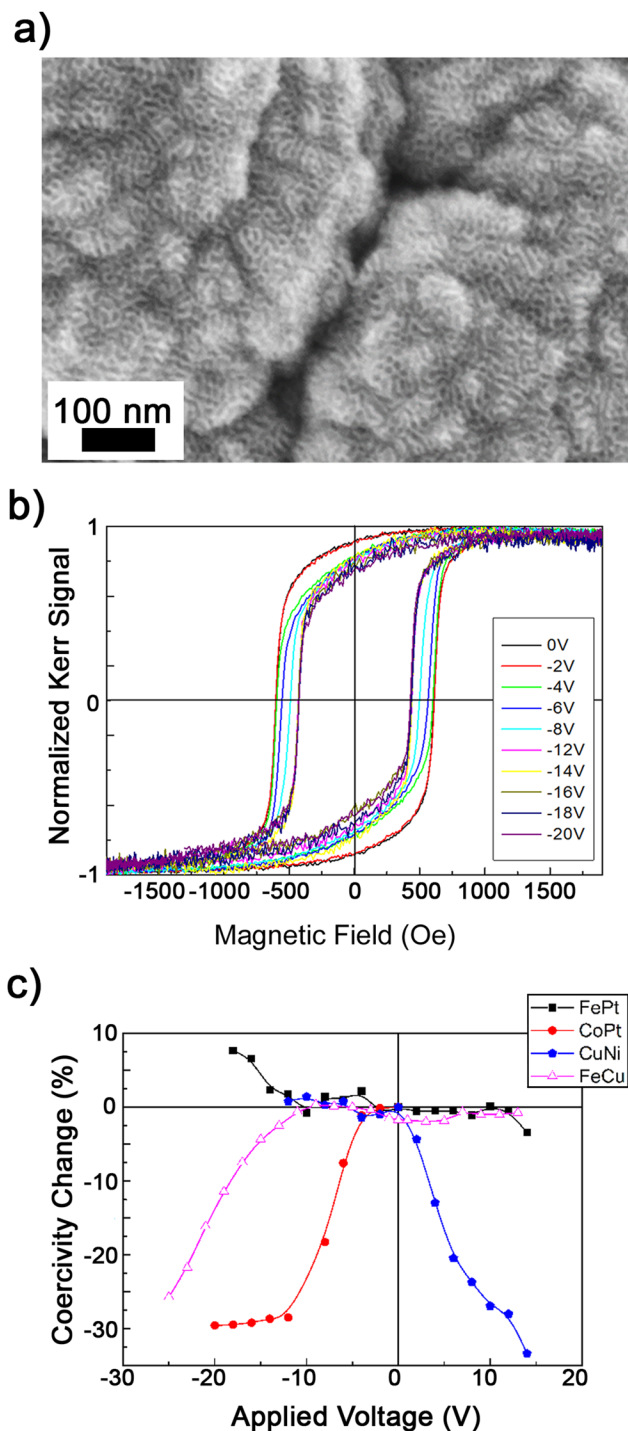 a)
100 nm
b)
Normalized Kerr Signal
1
0
-1
0V
-2V
-4V
-6V
-8V
-12V
-14V
-16V
-18V
-20V
-1500 -1000 -500 0 500 1000 1500
Magnetic Field (Oe)
c)
FePt
CoPt
CuNi
FeCu
Coercivity Change (%)
10
0
-10
-20
-30
-30 -20 -10 0 10 20
Applied Voltage (V)